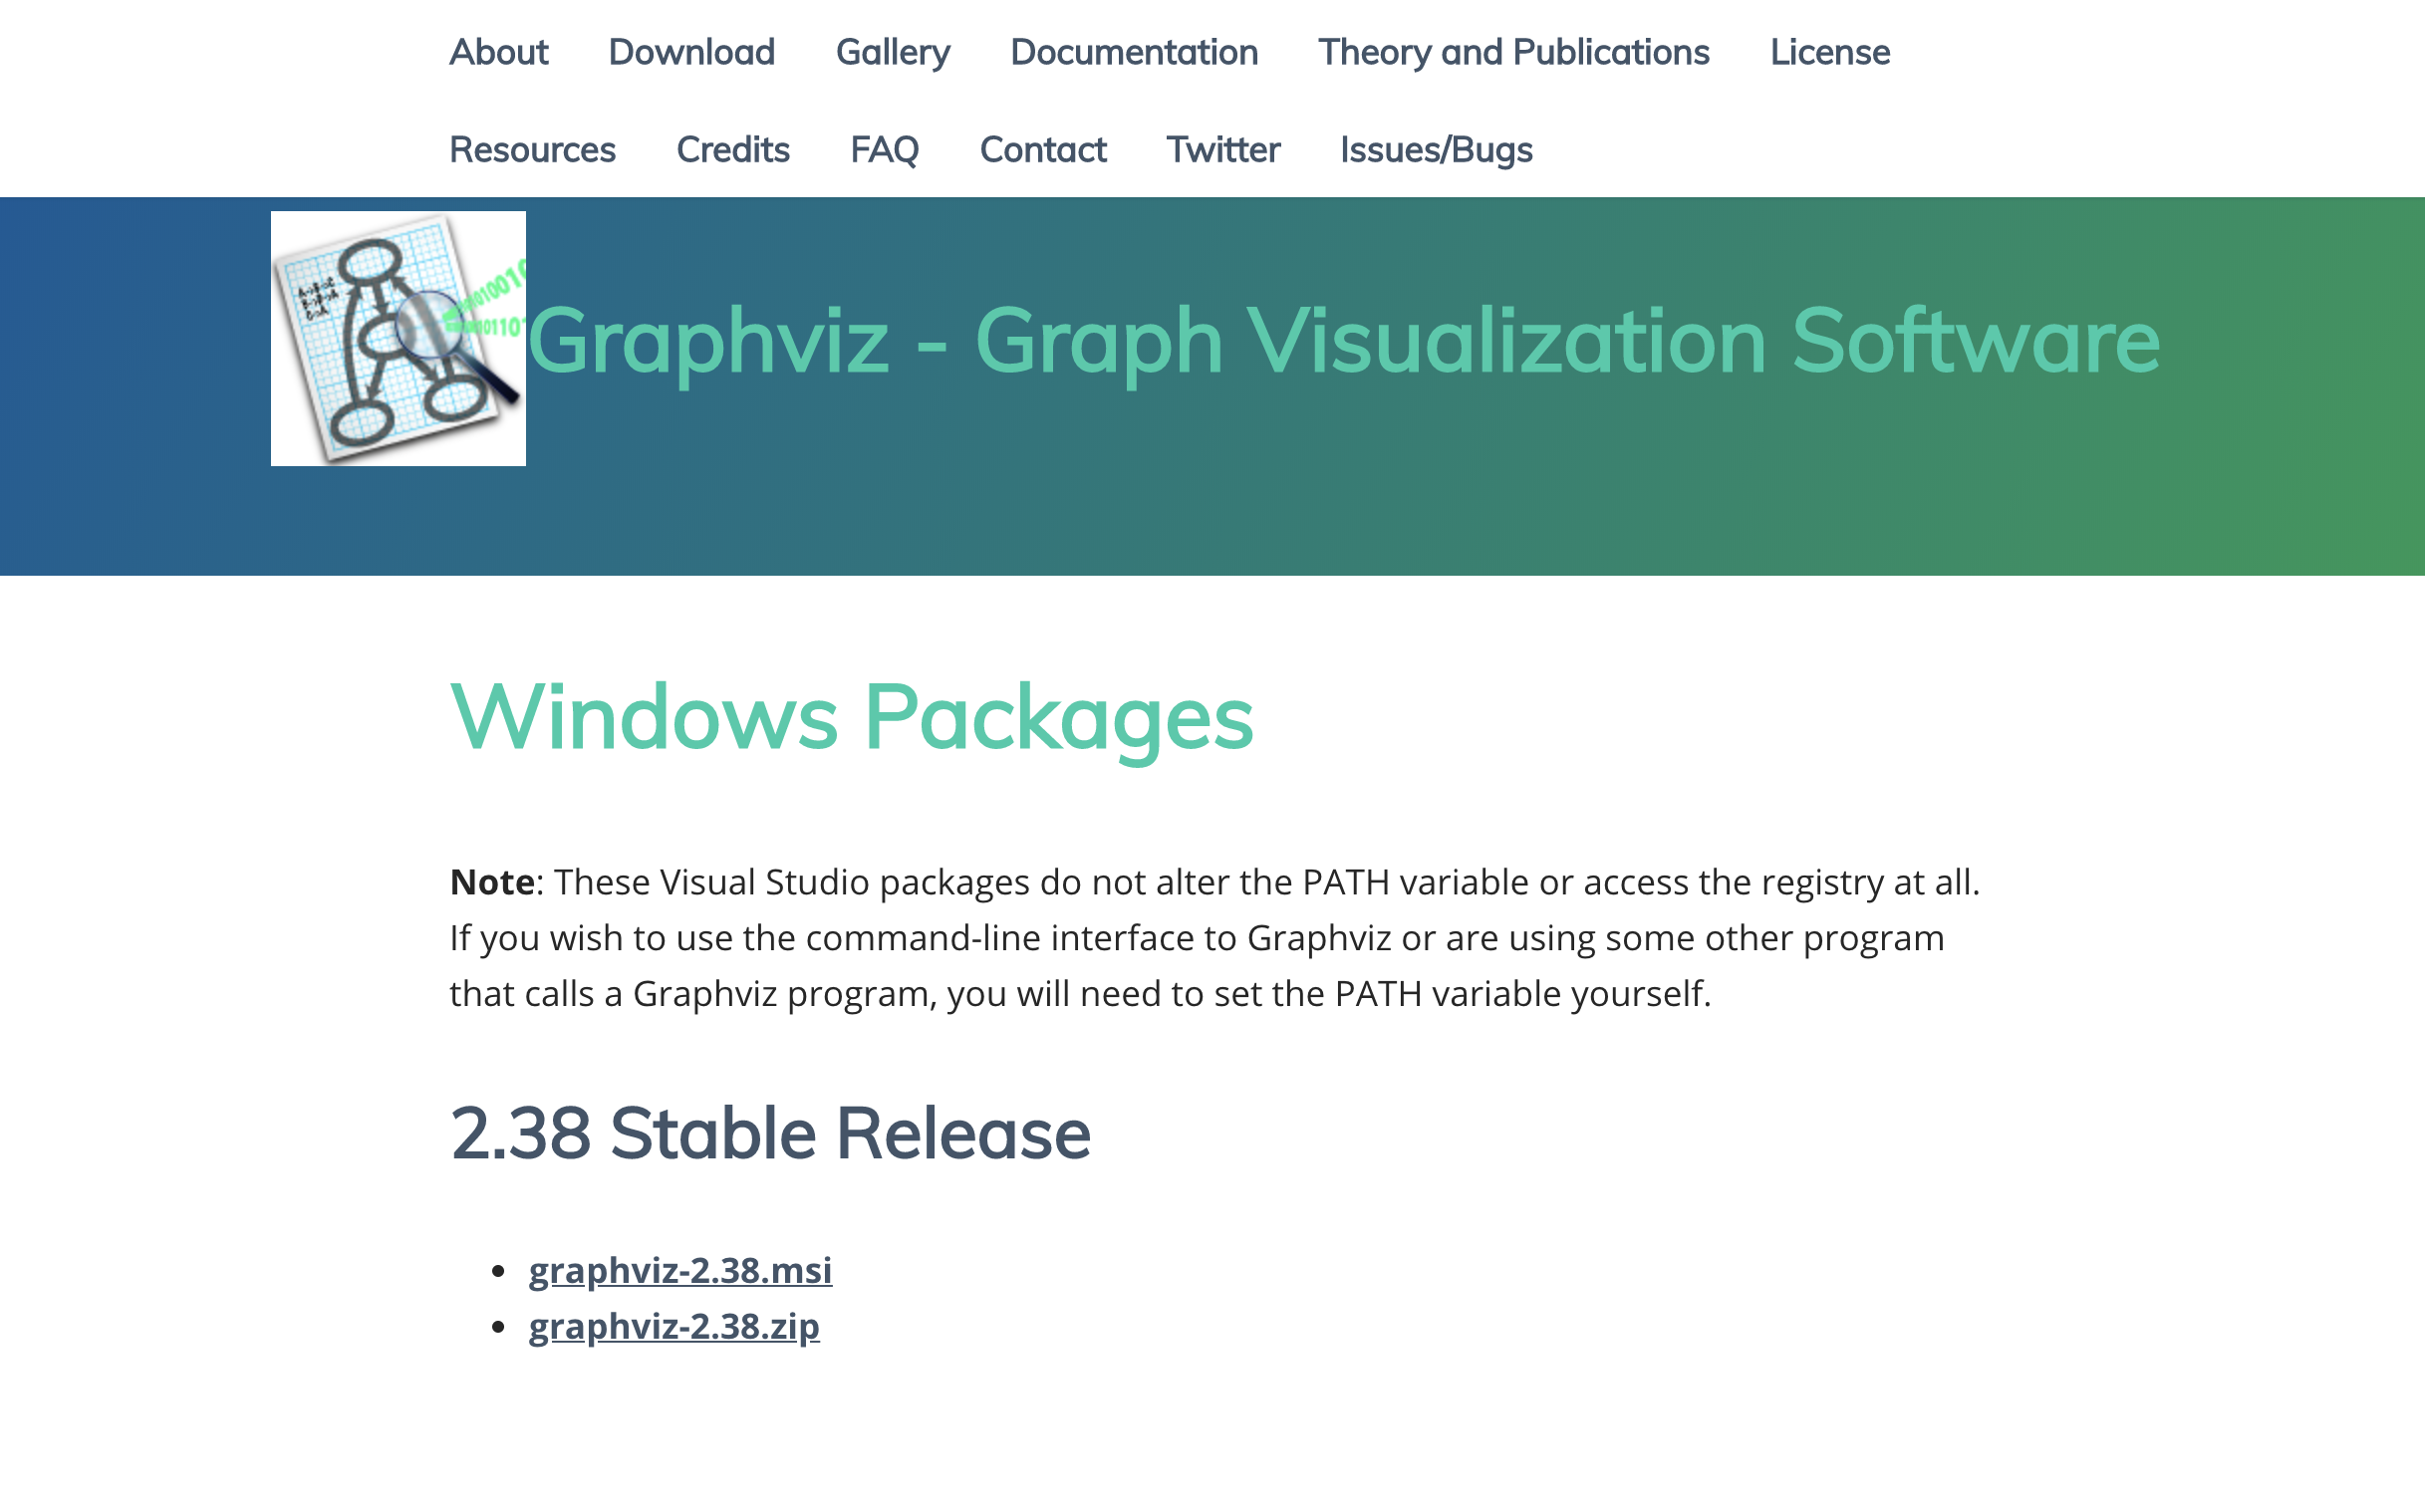 About Download Gallery Documentation Theory and Publications License
Resources Credits FAQ Contact Twitter Issues/Bugs
Graphviz - Graph Visualization Software
Windows Packages
Note: These Visual Studio packages do not alter the PATH variable or access the registry at all.
If you wish to use the command-line interface to Graphviz or are using some other program
that calls a Graphviz program, you will need to set the PATH variable yourself.
2.38 Stable Release
graphviz-2.38.msi
graphviz-2.38.zip